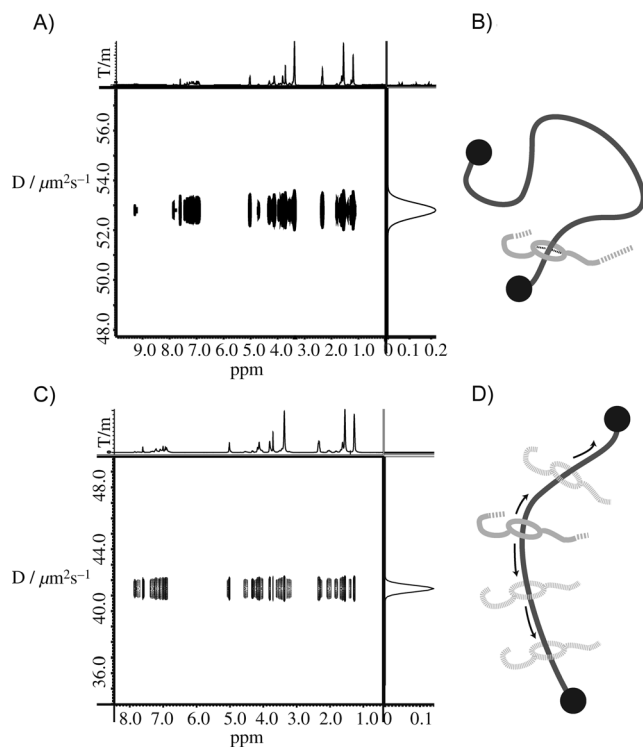 A)
B)
T/m
D / μm²s⁻¹
56.0
54.0
52.0
50.0
48.0
9.0 8.0 7.0 6.0 5.0 4.0 3.0 2.0 1.0 0 0.1 0.2
ppm
C)
D)
T/m
D / μm²s⁻¹
48.0
44.0
40.0
36.0
8.0 7.0 6.0 5.0 4.0 3.0 2.0 1.0 0 0.1
ppm